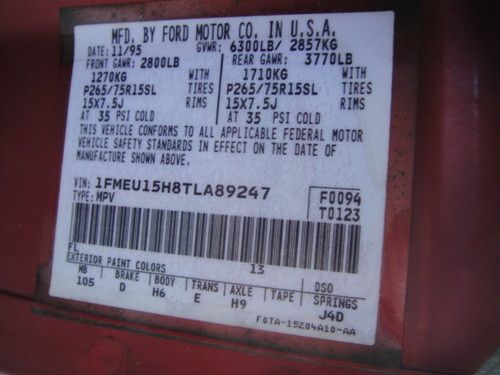 MFD. BY FORD MOTOR CO. IN U.S.A.
DATE: 11/95 GVWR: 6300LB/ 2857KG
FRONT GAWR: 2800LB REAR GAWR: 3770LB
1270KG WITH 1710KG WITH
P265/75R15SL TIRES P265/75R15SL TIRES
15X7.5J RIMS 15X7.5J RIMS
AT 35 PSI COLD AT 35 PSI COLD
THIS VEHICLE CONFORMS TO ALL APPLICABLE FEDERAL MOTOR
VEHICLE SAFETY STANDARDS IN EFFECT ON THE DATE OF
MANUFACTURE SHOWN ABOVE.
VIN: 1FMEU15H8TLA89247 F0094
TYPE: MPV T0123
FL 13
EXTERIOR PAINT COLORS DSO
MB BRAKE BODY TRANS AXLE TAPE SPRINGS
105 D H6 E H9 J4D
F0TA-15204A10-AA